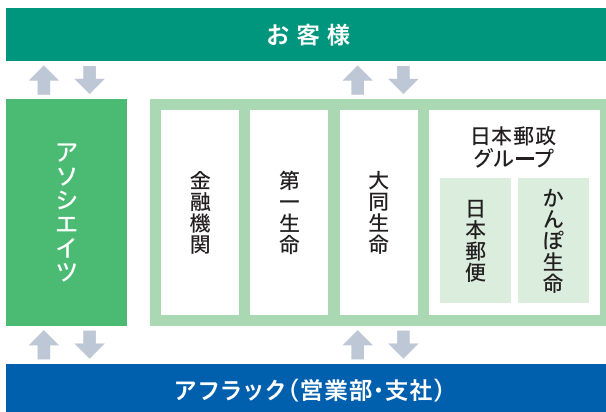 お客様
アソシエイツ
金融機関
第一生命
大同生命
日本郵政
グループ
日本郵便
かんぽ生命
アフラック（営業部・支社）